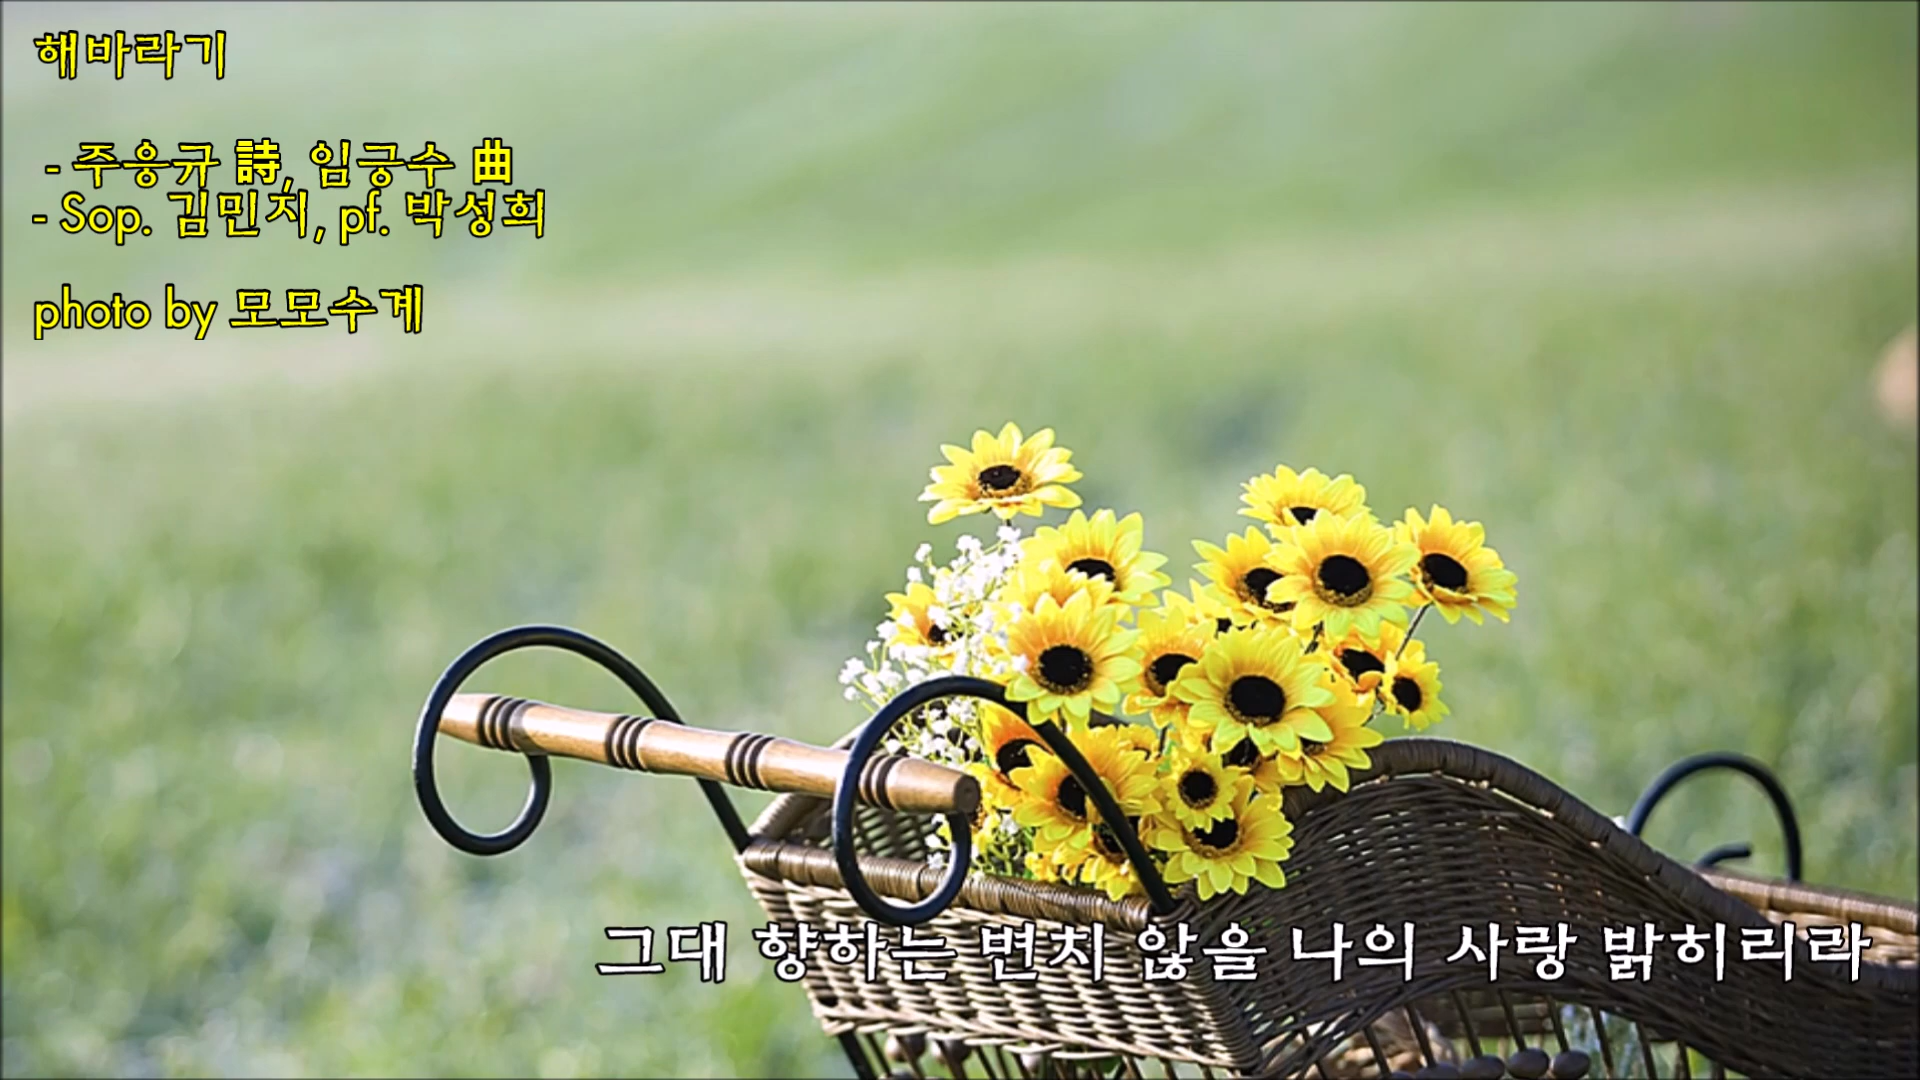 해바라기
- 주웅규 詩, 임긍수 曲
- Sop. 김민지, pf. 박성희
photo by 모모수계
그대 향하는 변치 않을 나의 사랑 밝히리라